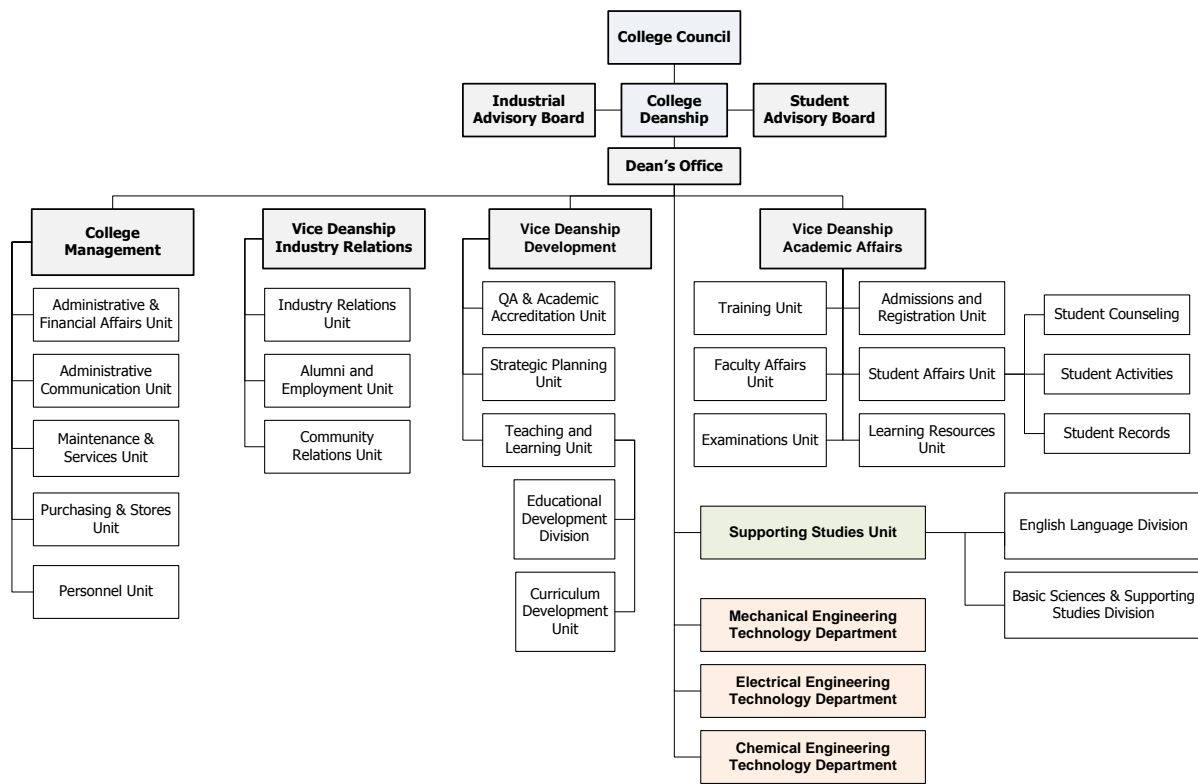 College Council
Industrial
Advisory Board
College
Deanship
Student
Advisory Board
Dean’s Office
College
Management
Vice Deanship
Industry Relations
Vice Deanship
Development
Vice Deanship
Academic Affairs
Administrative &
Financial Affairs Unit
Administrative
Communication Unit
Maintenance &
Services Unit
Purchasing & Stores
Unit
Personnel Unit
Industry Relations
Unit
Alumni and
Employment Unit
Community
Relations Unit
QA & Academic
Accreditation Unit
Strategic Planning
Unit
Teaching and
Learning Unit
Educational
Development
Division
Curriculum
Development
Unit
Training Unit
Faculty Affairs
Unit
Examinations Unit
Admissions and
Registration Unit
Student Affairs Unit
Learning Resources
Unit
Student Counseling
Student Activities
Student Records
Supporting Studies Unit
English Language Division
Basic Sciences & Supporting
Studies Division
Mechanical Engineering
Technology Department
Electrical Engineering
Technology Department
Chemical Engineering
Technology Department